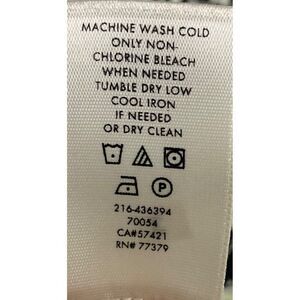 MACHINE WASH COLD
ONLY NON-
CHLORINE BLEACH
WHEN NEEDED
TUMBLE DRY LOW
COOL IRON
IF NEEDED
OR DRY CLEAN
P
216-436394
70054
CA#57421
RN# 77379